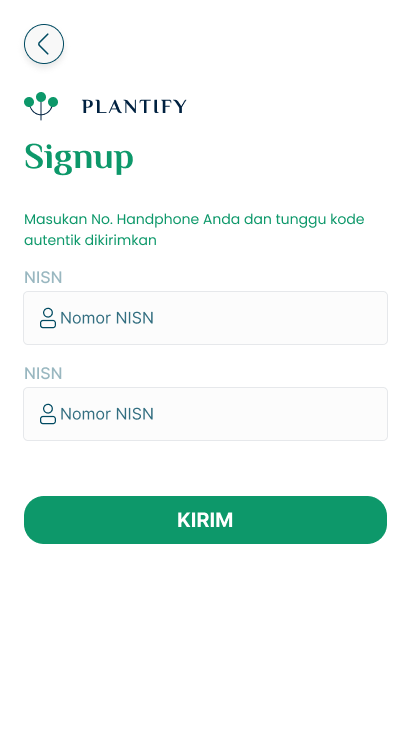 PLANTIFY
Signup
Masukan No. Handphone Anda dan tunggu kode
autentik dikirimkan
NISN
Nomor NISN
NISN
Nomor NISN
KIRIM